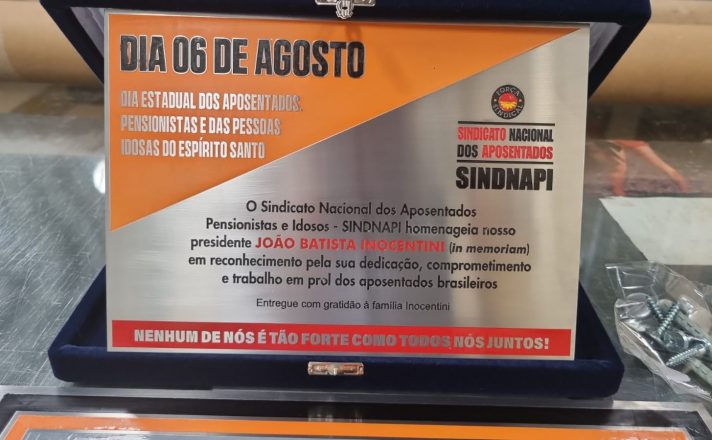 DIA 06 DE AGOSTO
DIA ESTADUAL DOS APOSENTADOS,
PENSIONISTAS E DAS PESSOAS
IDOSAS DO ESPÍRITO SANTO
FORÇA
SINDICAL
SINDICATO NACIONAL
DOS APOSENTADOS
SINDNAPI
O Sindicato Nacional dos Aposentados
Pensionistas e Idosos - SINDNAPI homenageia nosso
presidente JOÃO BATISTA INOCENTINI (in memoriam)
em reconhecimento pela sua dedicação, comprometimento
e trabalho em prol dos aposentados brasileiros
Entregue com gratidão à família Inocentini
NENHUM DE NÓS É TÃO FORTE COMO TODOS NÓS JUNTOS!